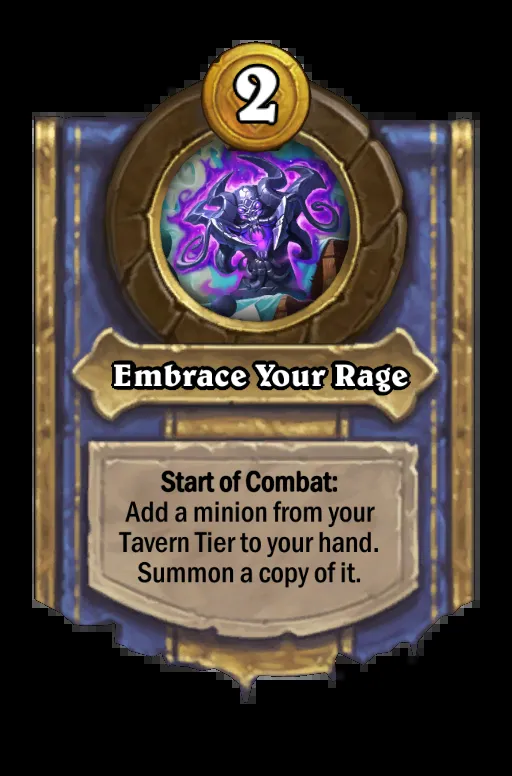 2
Embrace Your Rage
Start of Combat:
Add a minion from your
Tavern Tier to your hand.
Summon a copy of it.